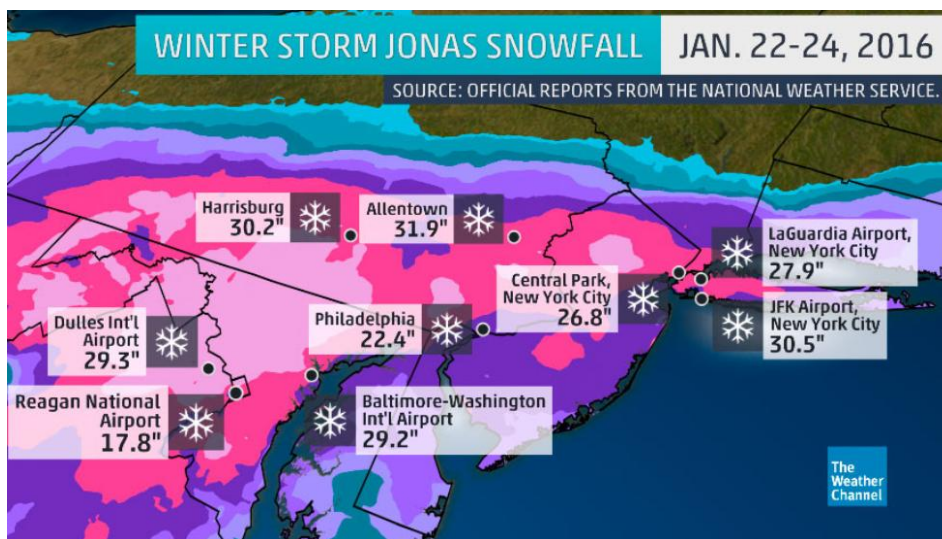 WINTER STORM JONAS SNOWFALL
JAN. 22-24, 2016
SOURCE: OFFICIAL REPORTS FROM THE NATIONAL WEATHER SERVICE.
Harrisburg
30.2"
Allentown
31.9"
LaGuardia Airport,
New York City
27.9"
Central Park,
New York City
26.8"
Dulles Int'l
Airport
29.3"
Philadelphia
22.4"
JFK Airport,
New York City
30.5"
Reagan National
Airport
17.8"
Baltimore-Washington
Int'l Airport
29.2"
The
Weather
Channel